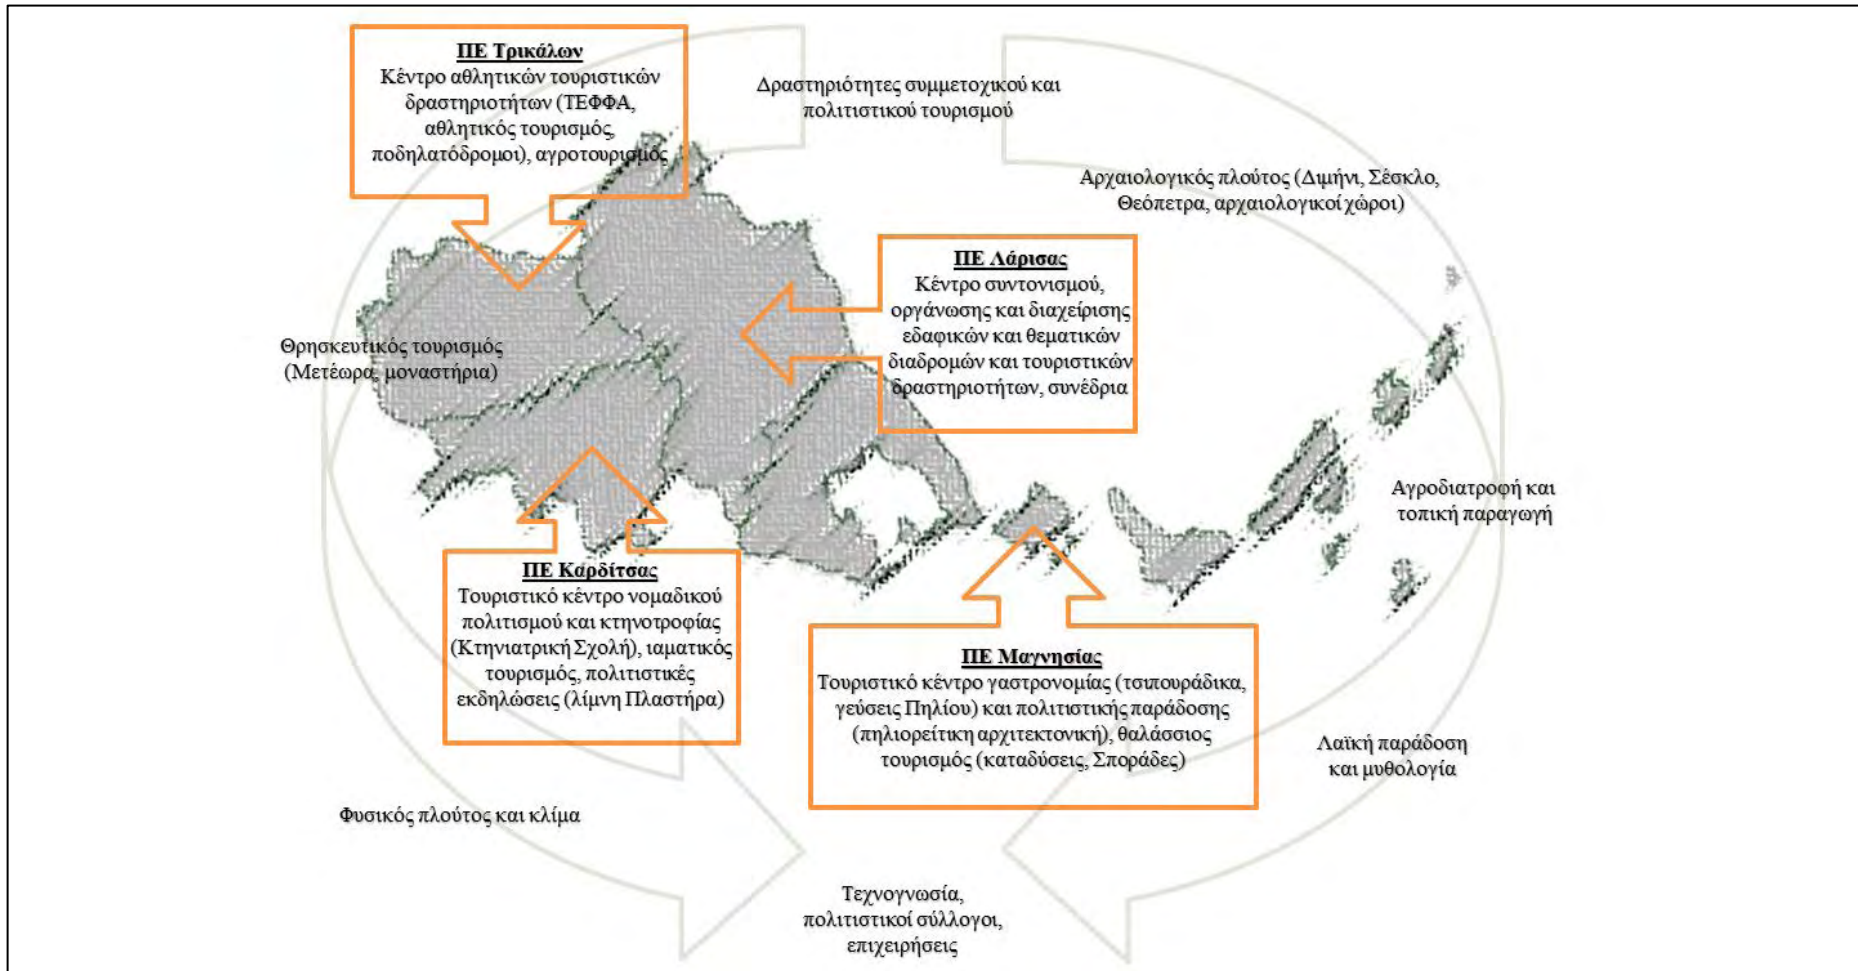 ΠΕ Τρικάλων
Κέντρο αθλητικών τουριστικών
δραστηριοτήτων (ΤΕΦΦΑ,
αθλητικός τουρισμός,
ποδηλατόδρομοι), αγροτουρισμός
Δραστηριότητες συμμετοχικού και
πολιτιστικού τουρισμού
Αρχαιολογικός πλούτος (Διμήνι, Σέσκλο,
Θεόπετρα, αρχαιολογικοί χώροι)
ΠΕ Λάρισας
Κέντρο συντονισμού,
οργάνωσης και διαχείρισης
εδαφικών και θεματικών
διαδρομών και τουριστικών
δραστηριοτήτων, συνέδρια
Θρησκευτικός τουρισμός
(Μετέωρα, μοναστήρια)
Αγροδιατροφή και
τοπική παραγωγή
ΠΕ Καρδίτσας
Τουριστικό κέντρο νομαδικού
πολιτισμού και κτηνοτροφίας
(Κτηνιατρική Σχολή), ιαματικός
τουρισμός, πολιτιστικές
εκδηλώσεις (λίμνη Πλαστήρα)
ΠΕ Μαγνησίας
Τουριστικό κέντρο γαστρονομίας (τσιπουράδικα,
γεύσεις Πηλίου) και πολιτιστικής παράδοσης
(πηλιορείτικη αρχιτεκτονική), θαλάσσιος
τουρισμός (καταδύσεις, Σποράδες)
Λαϊκή παράδοση
και μυθολογία
Φυσικός πλούτος και κλίμα
Τεχνογνωσία,
πολιτιστικοί σύλλογοι,
επιχειρήσεις